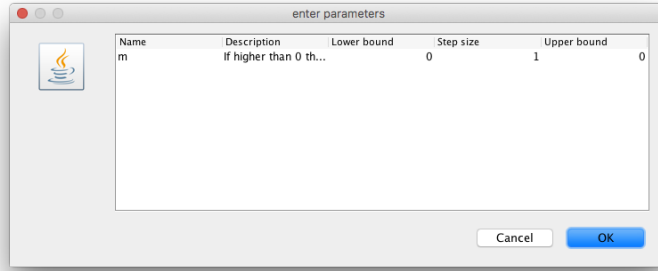 enter parameters
Name Description Lower bound Step size Upper bound
m If higher than 0 th... 0 1 0
Cancel OK